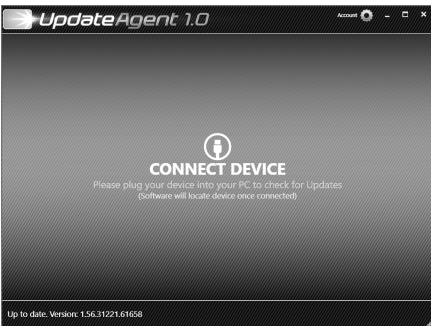 UpdateAgent 1.0
Account
CONNECT DEVICE
Please plug your device into your PC to check for Updates
(Software will locate device once connected)
Up to date. Version: 1.56.31221.61658